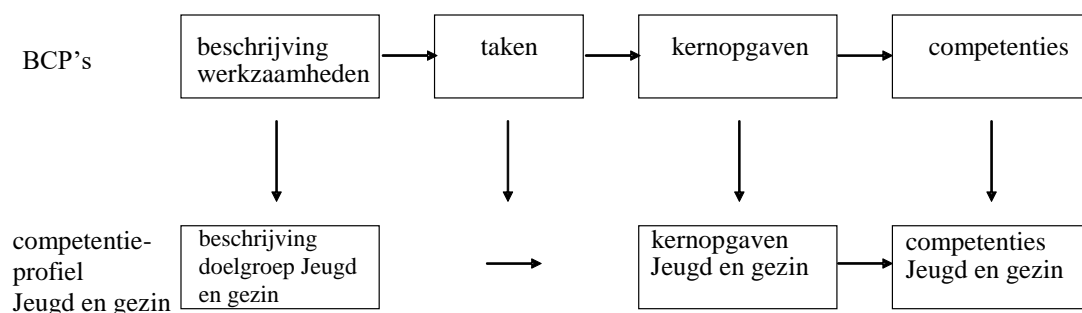 BCP’s
beschrijving
werkzaamheden
taken
kernopgaven
competenties
competentie-
profiel
Jeugd en gezin
beschrijving
doelgroep Jeugd
en gezin
kernopgaven
Jeugd en gezin
competenties
Jeugd en gezin